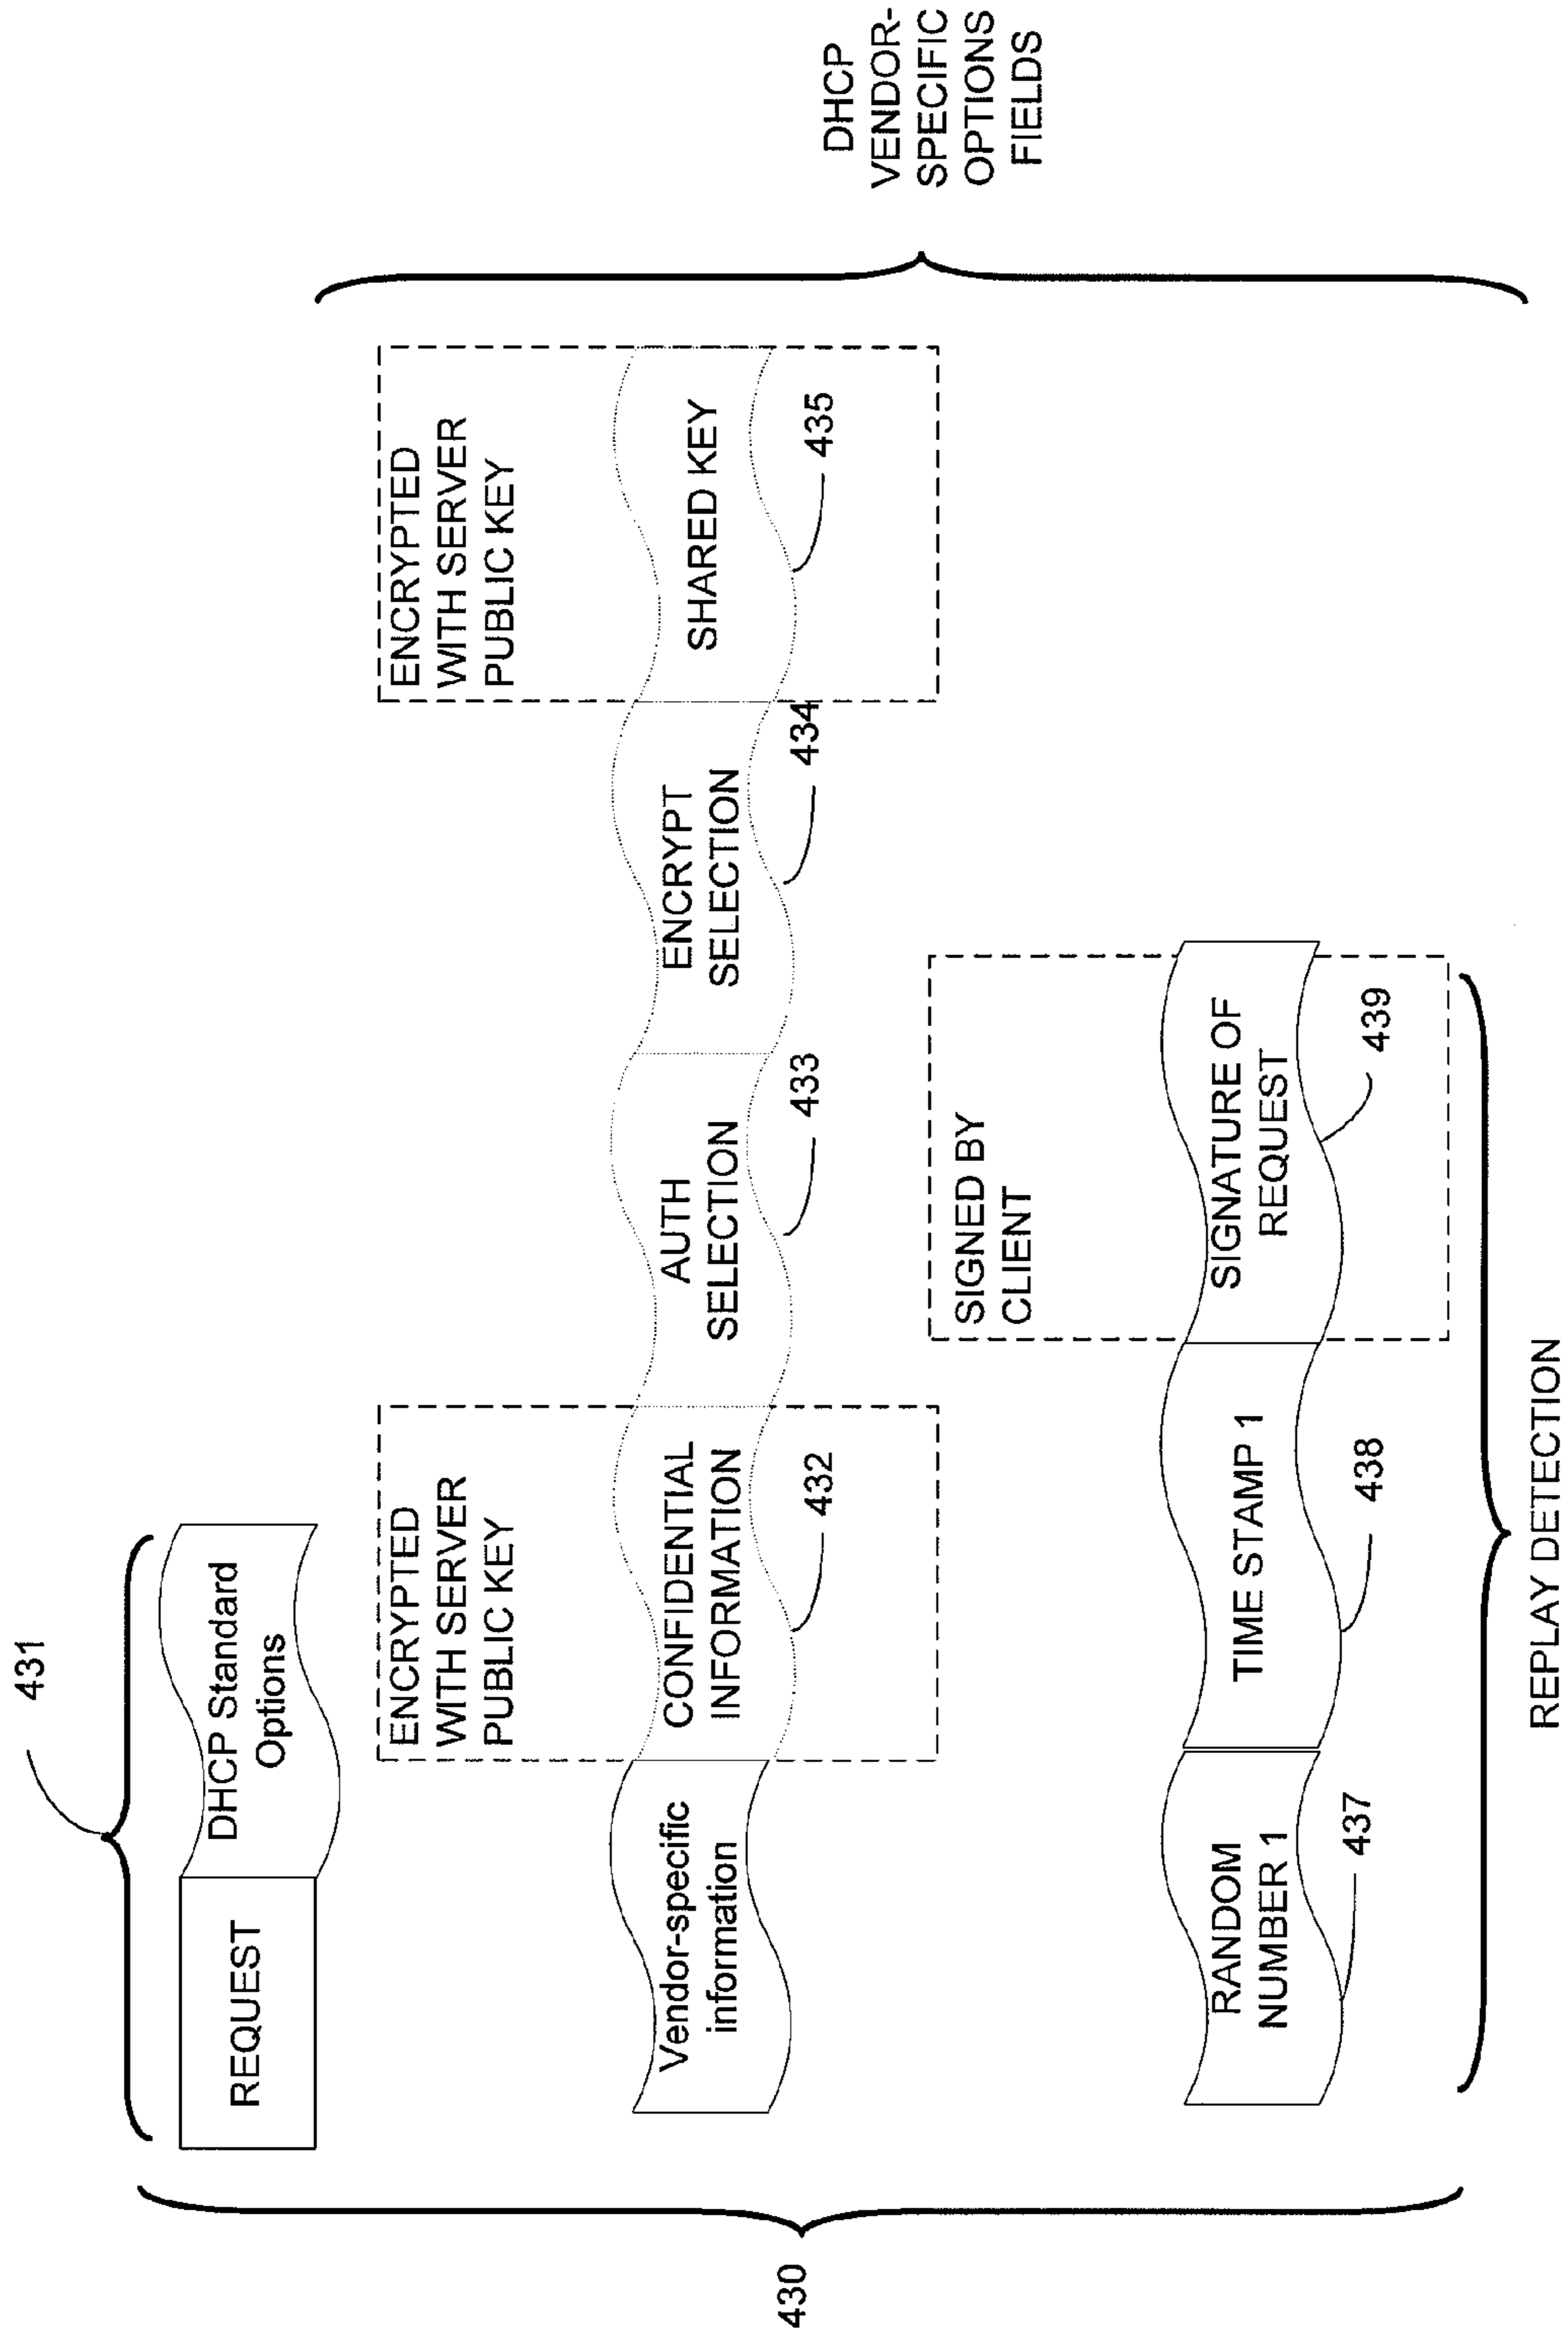 431
REQUEST
DHCP Standard
Options
430
ENCRYPTED
WITH SERVER
PUBLIC KEY
ENCRYPTED
WITH SERVER
PUBLIC KEY
Vendor-specific
information
CONFIDENTIAL
INFORMATION
AUTH
SELECTION
ENCRYPT
SELECTION
SHARED KEY
432
433
434
435
DHCP
VENDOR-
SPECIFIC
OPTIONS
FIELDS
SIGNED BY
CLIENT
RANDOM
NUMBER 1
TIME STAMP 1
SIGNATURE OF
REQUEST
437
438
439
REPLAY DETECTION